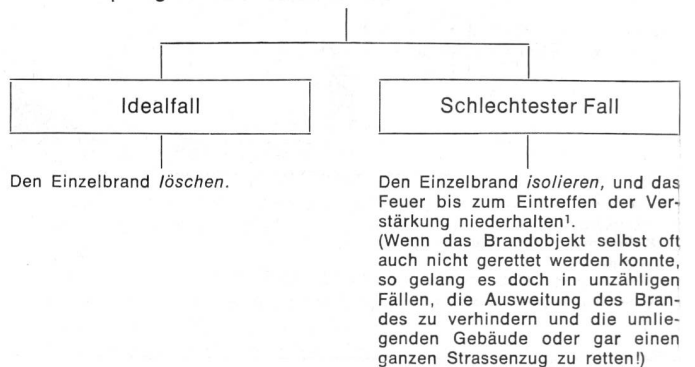 Idealfall
Schlechtester Fall
Den Einzelbrand löschen.
Den Einzelbrand isolieren, und das
Feuer bis zum Eintreffen der Ver-
stärkung niederhalten¹.
(Wenn das Brandobjekt selbst oft
auch nicht gerettet werden konnte,
so gelang es doch in unzähligen
Fällen, die Ausweitung des Bran-
des zu verhindern und die umlie-
genden Gebäude oder gar einen
ganzen Strassenzug zu retten!)